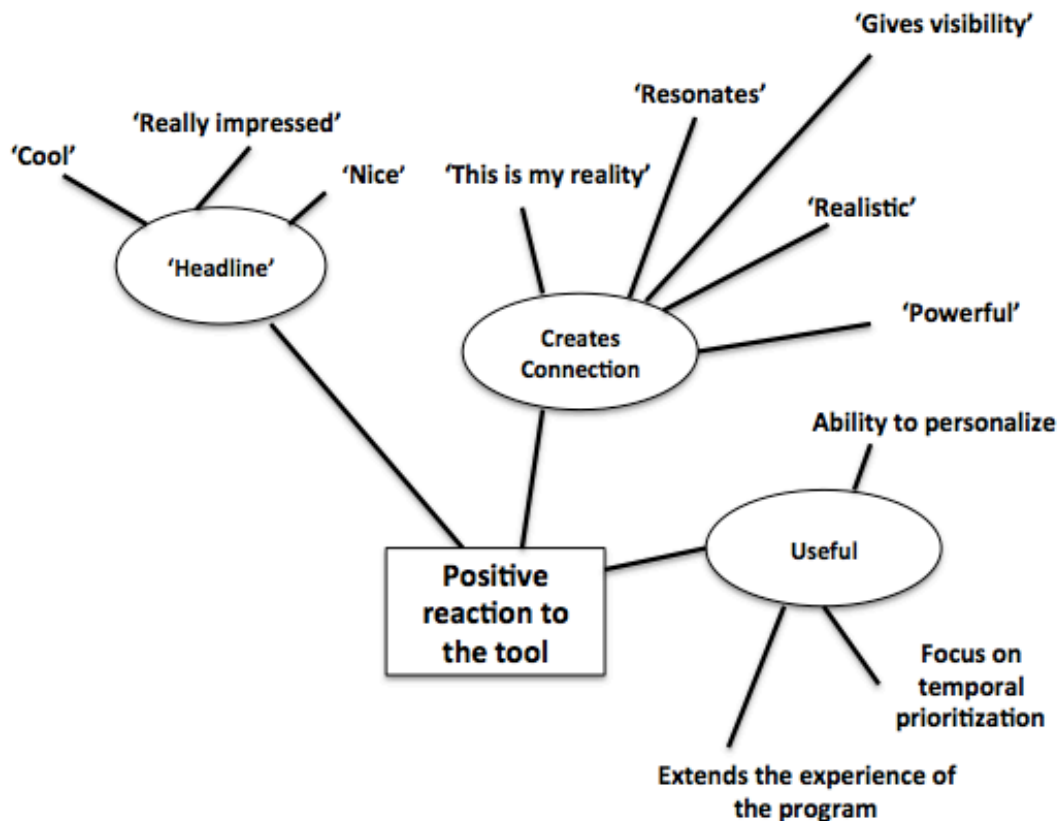 ‘Gives visibility’
‘Resonates’
‘Really impressed’
‘Cool’
‘Nice’
‘This is my reality’
‘Realistic’
‘Headline’
‘Powerful’
Creates
Connection
Ability to personalize
Useful
Positive
reaction to
the tool
Focus on
temporal
prioritization
Extends the experience of
the program